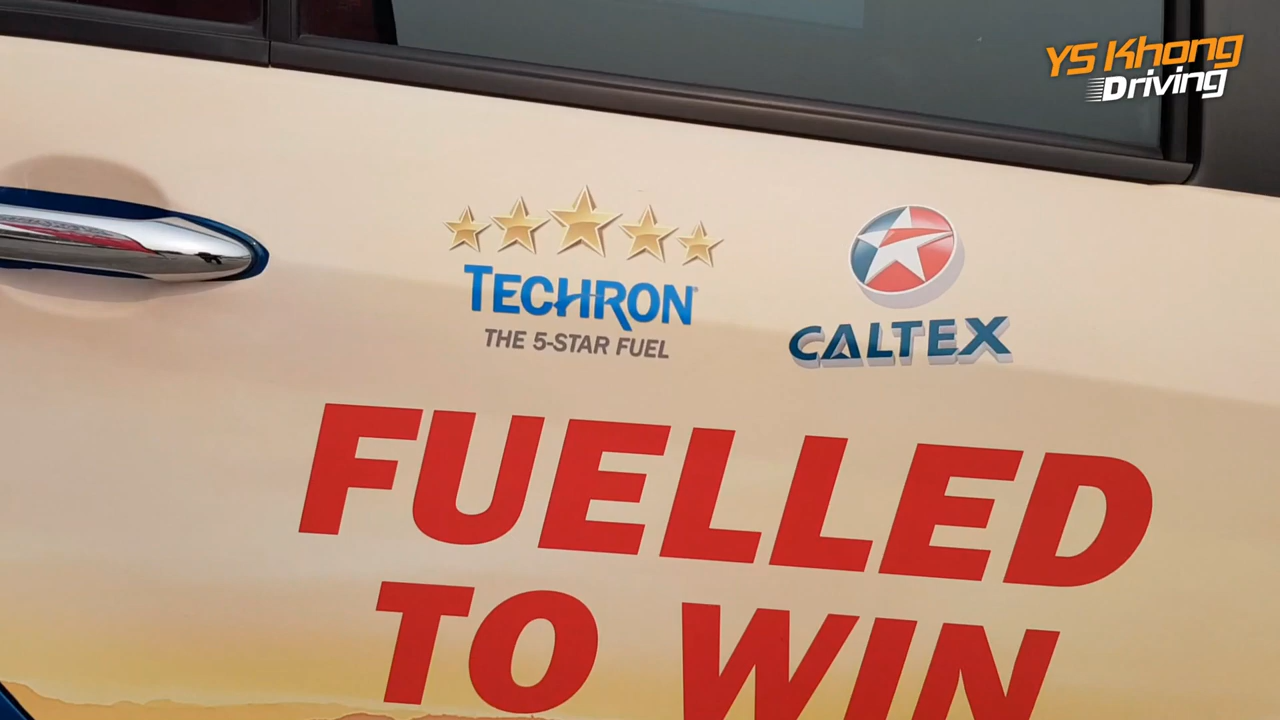 YS Khong
Driving
TECHRON®
THE 5-STAR FUEL
CALTEX
FUELLED
TO WIN